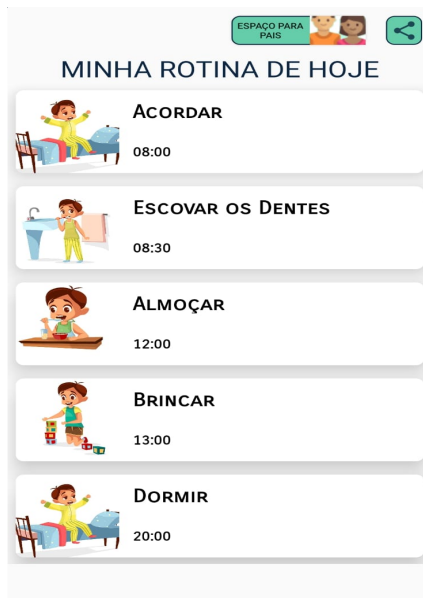 ESPAÇO PARA
PAIS
MINHA ROTINA DE HOJE
Acordar
08:00
Escovar os Dentes
08:30
Almoçar
12:00
Brincar
13:00
Dormir
20:00